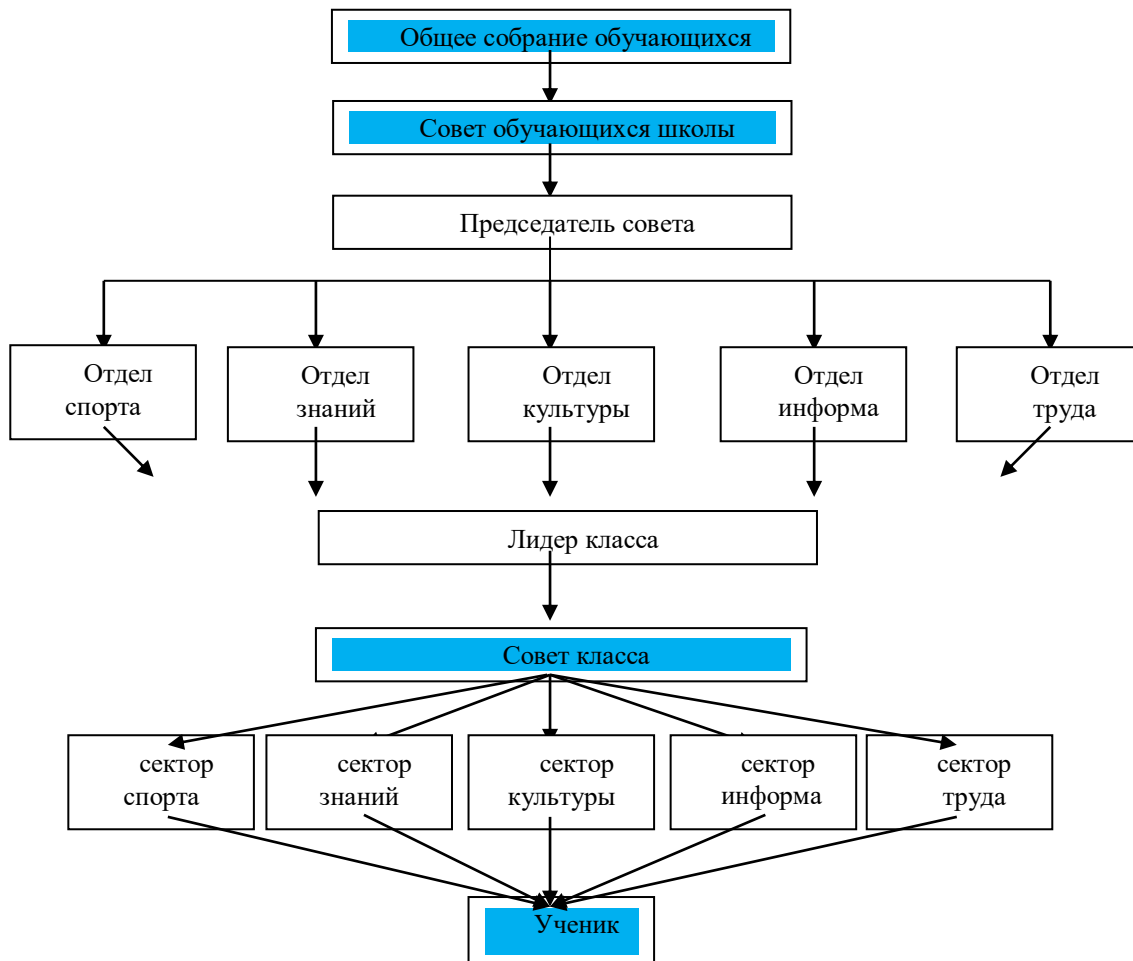 Общее собрание обучающихся
Совет обучающихся школы
Председатель совета
Отдел
спорта
Отдел
знаний
Отдел
культуры
Отдел
информа
Отдел
труда
Лидер класса
Совет класса
сектор
спорта
сектор
знаний
сектор
культуры
сектор
информа
сектор
труда
Ученик